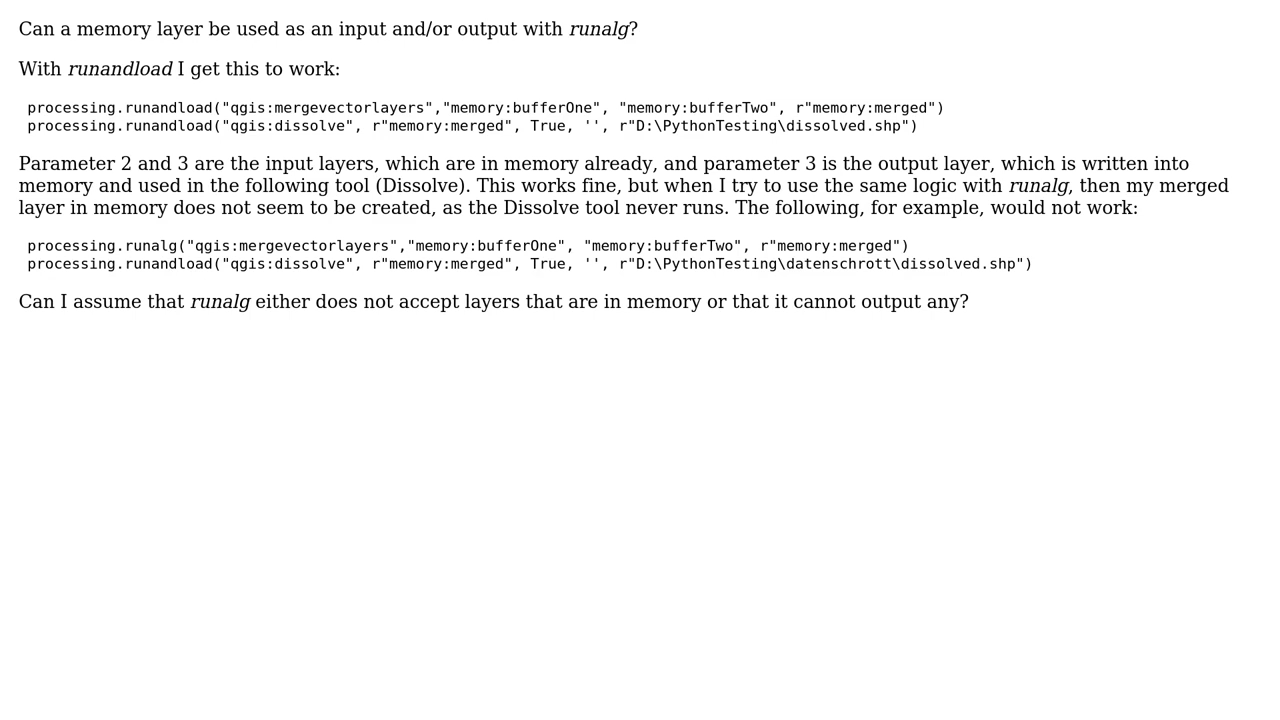 Can a memory layer be used as an input and/or output with runalg?
With runandload I get this to work:
processing.runandload("qgis:mergevectorlayers","memory:bufferOne", "memory:bufferTwo", r"memory:merged")
processing.runandload("qgis:dissolve", r"memory:merged", True, '', r"D:\PythonTesting\dissolved.shp")
Parameter 2 and 3 are the input layers, which are in memory already, and parameter 3 is the output layer, which is written into
memory and used in the following tool (Dissolve). This works fine, but when I try to use the same logic with runalg, then my merged
layer in memory does not seem to be created, as the Dissolve tool never runs. The following, for example, would not work:
processing.runalg("qgis:mergevectorlayers","memory:bufferOne", "memory:bufferTwo", r"memory:merged")
processing.runandload("qgis:dissolve", r"memory:merged", True, '', r"D:\PythonTesting\datenschrott\dissolved.shp")
Can I assume that runalg either does not accept layers that are in memory or that it cannot output any?